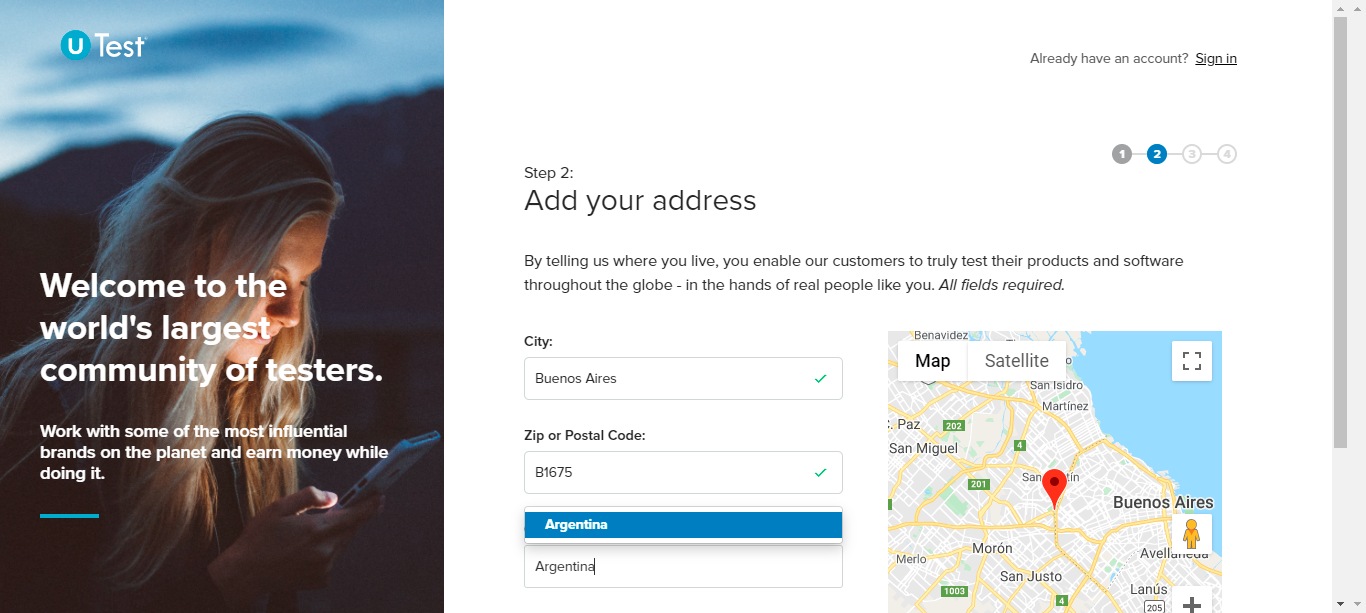 U Test
Already have an account? Sign in
1 2 3 4
Step 2:
Add your address
By telling us where you live, you enable our customers to truly test their products and software
throughout the globe - in the hands of real people like you. All fields required.
Welcome to the
world's largest
community of testers.
Work with some of the most influential
brands on the planet and earn money while
doing it.
City:
Buenos Aires
Zip or Postal Code:
B1675
Argentina
Argentina
Benavidez
Map
Satellite
San Isidro
Martínez
C. Paz
202
4
San Miguel
201
Buenos Aires
Morón
Merlo
Avellaneda
San Justo
1003
4
Lanús
205